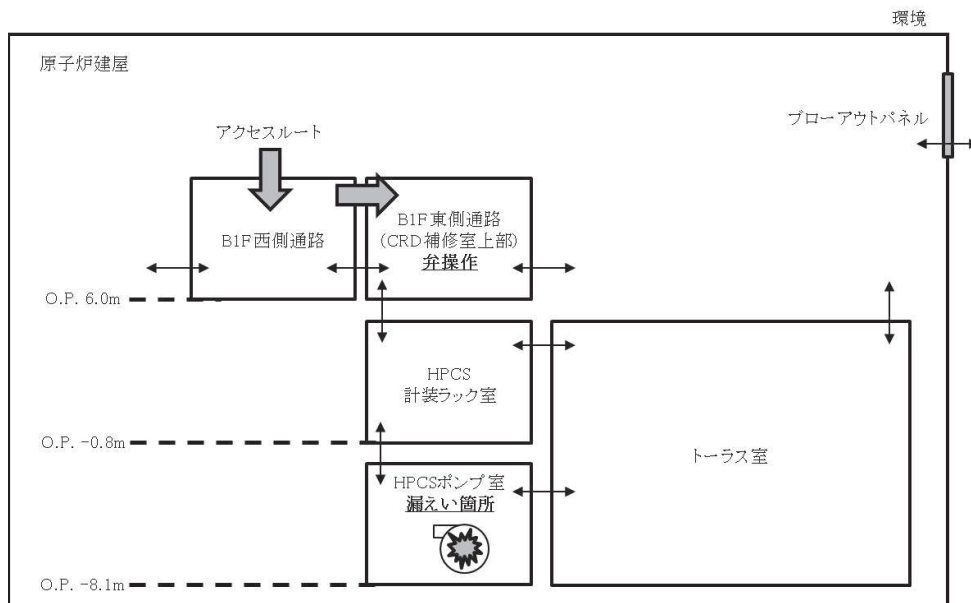 環境
原子炉建屋
ブローアウトパネル
アクセスルート
B1F西側通路
B1F東側通路
(CRD補修室上部)
弁操作
O.P. 6.0m
HPCS
計装ラック室
O.P. -0.8m
トーラス室
HPCSポンプ室
漏えい箇所
O.P. -8.1m